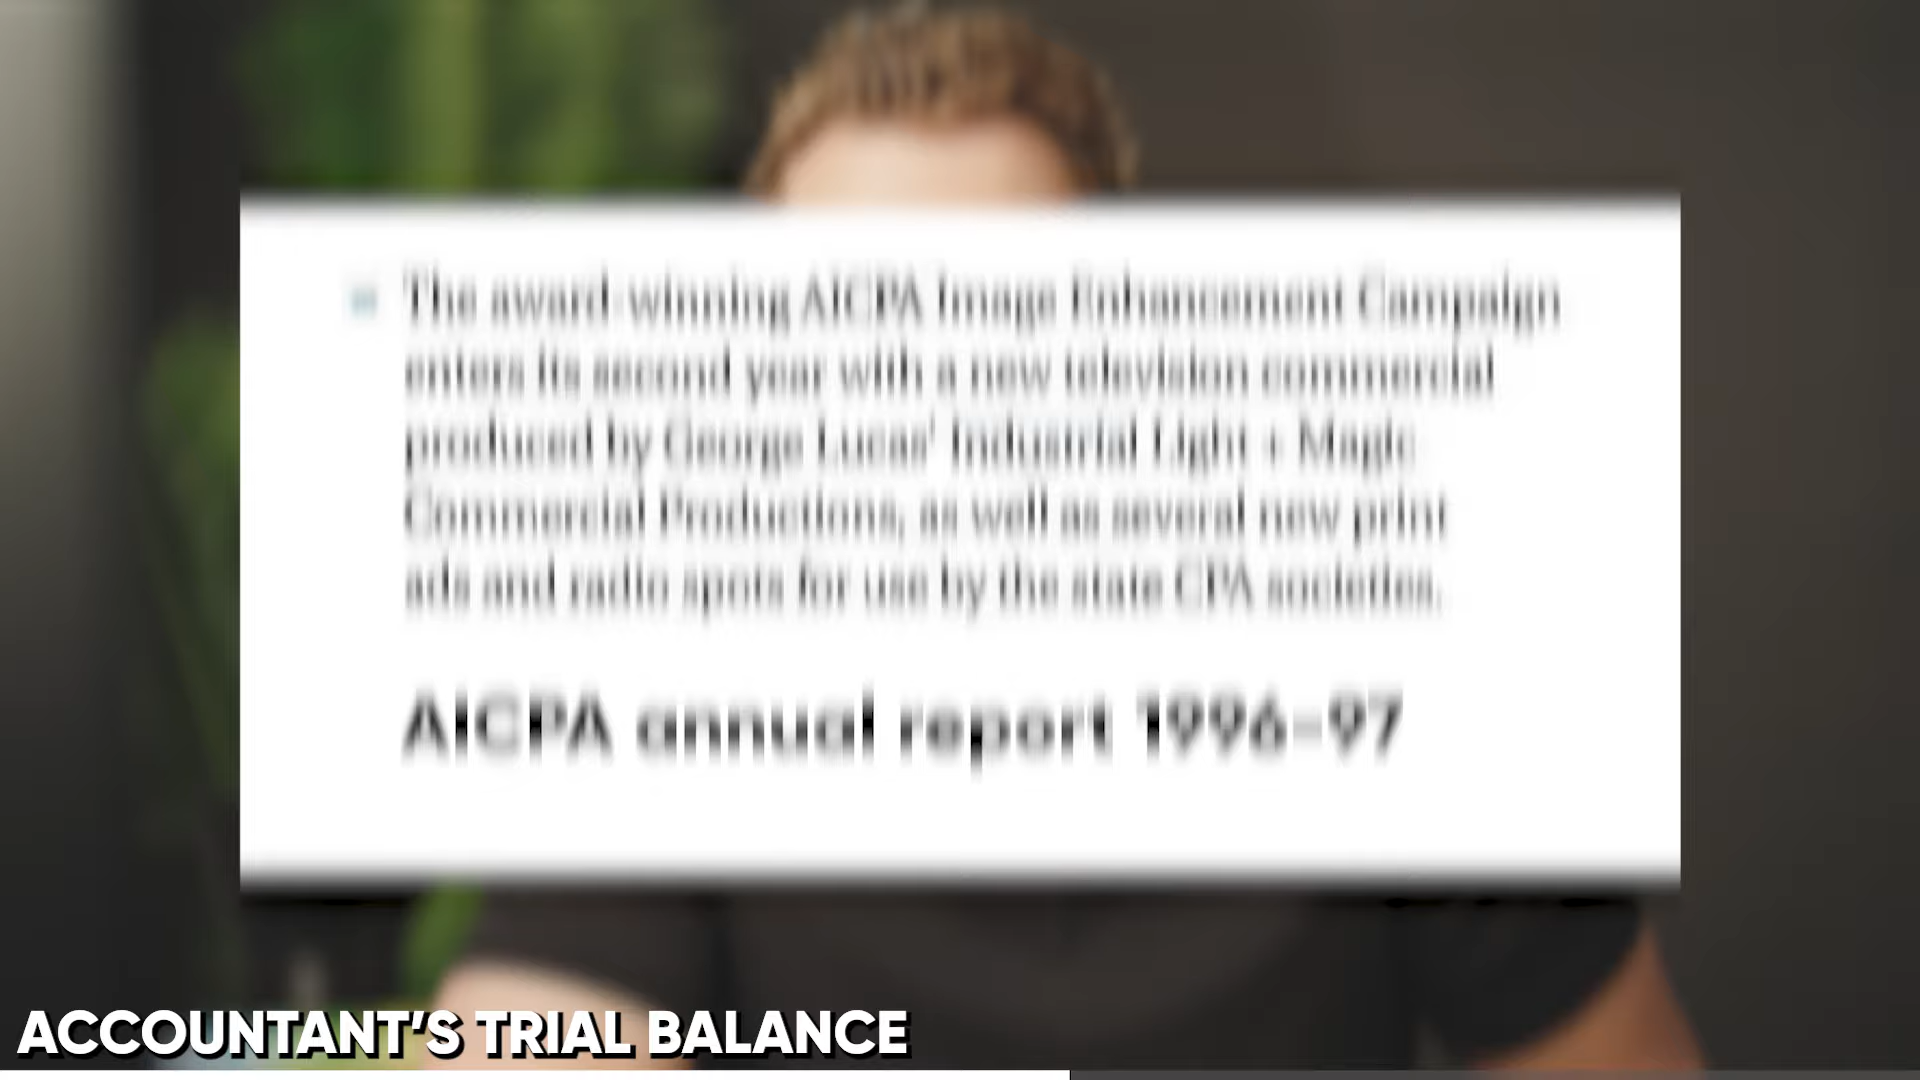 The award-winning AICPA Image Enhancement Campaign
enters its second year with a new television commercial
produced by George Lucas' Industrial Light + Magic
Commercial Productions, as well as several new print
ads and radio spots for use by the state CPA societies.
AICPA annual report 1996–97
ACCOUNTANT'S TRIAL BALANCE